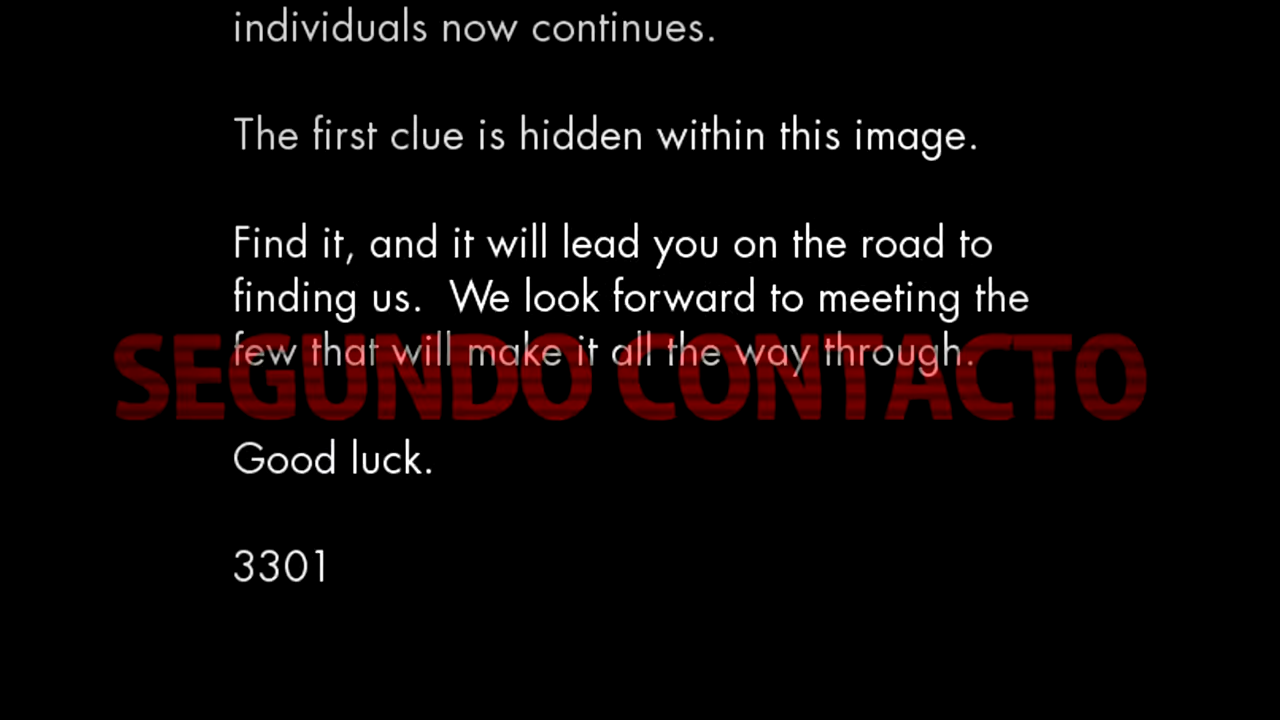 individuals now continues.
The first clue is hidden within this image.
Find it, and it will lead you on the road to
finding us.  We look forward to meeting the
few that will make it all the way through.
SEGUNDO CONTACTO
Good luck.
3301